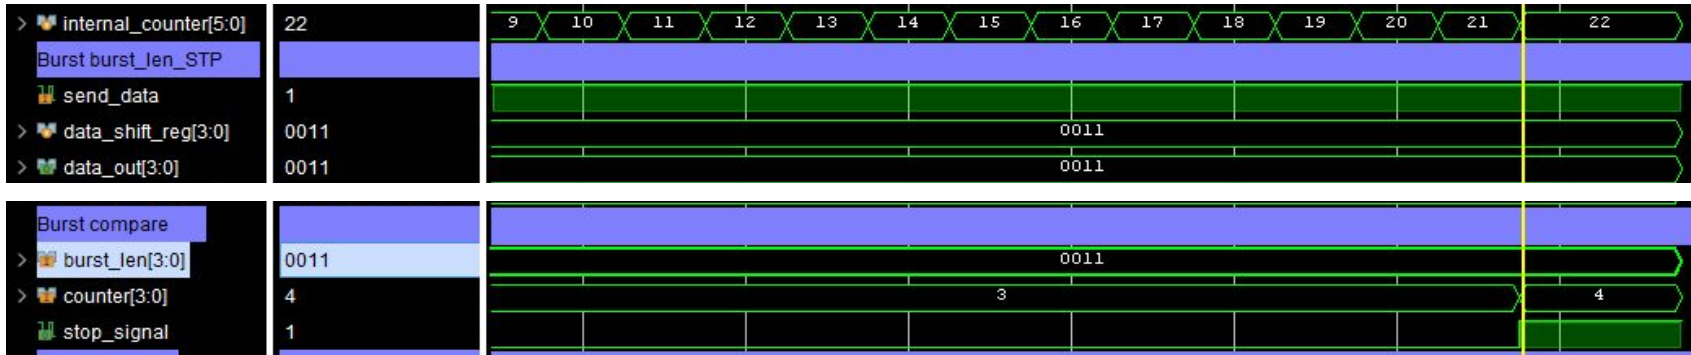 internal_counter[5:0] 22 9 10 11 12 13 14 15 16 17 18 19 20 21 22
Burst burst_len_STP
send_data 1
data_shift_reg[3:0] 0011 0011
data_out[3:0] 0011 0011
Burst compare
burst_len[3:0] 0011 0011
counter[3:0] 4 3 4
stop_signal 1